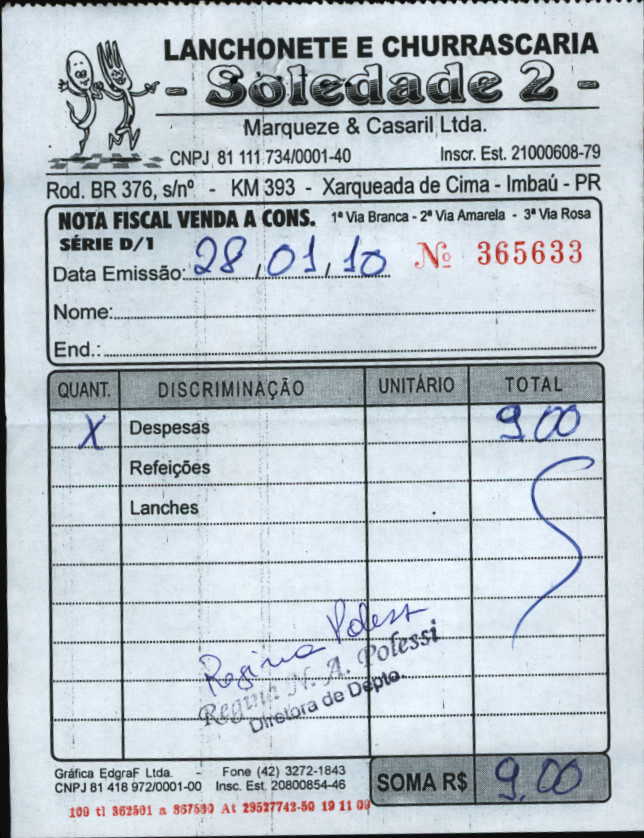 LANCHONETE E CHURRASCARIA
- Soledade 2 -
Marqueze & Casaril Ltda.
CNPJ 81 111.734/0001-40 Inscr. Est. 21000608-79
Rod. BR 376, s/nº - KM 393 - Xarqueada de Cima - Imbaú - PR
NOTA FISCAL VENDA A CONS. 1ª Via Branca - 2ª Via Amarela - 3ª Via Rosa
SÉRIE D/1
Data Emissão: 28, 01, 10 Nº 365633
Nome:
End.:
QUANT. DISCRIMINAÇÃO UNITÁRIO TOTAL
X Despesas 9,00
Refeições
Lanches
Regina Polessi
Regina N. A. Polessi
Diretora de Depto.
Gráfica EdgraF Ltda. - Fone (42) 3272-1843
CNPJ 81 418 972/0001-00 Insc. Est. 20800854-46
SOMA R$ 9,00
100 tl 362501 a 367500 At 29527742-50 19 11 09